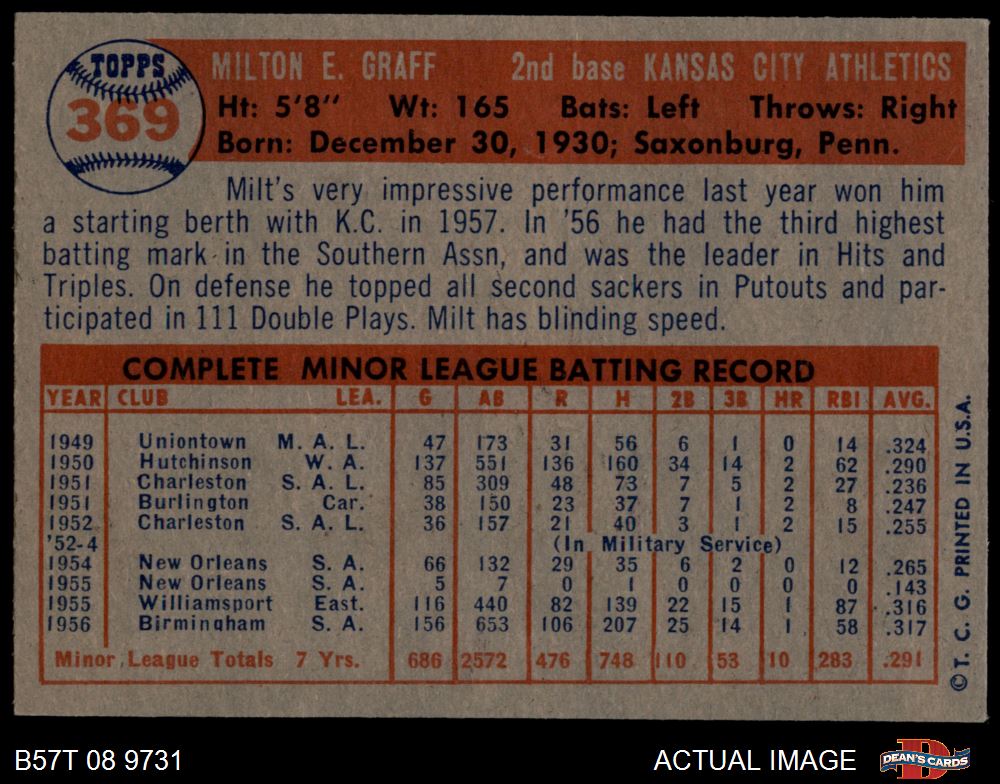 TOPPS
369
MILTON E. GRAFF 2nd base KANSAS CITY ATHLETICS
Ht: 5'8" Wt: 165 Bats: Left Throws: Right
Born: December 30, 1930; Saxonburg, Penn.
Milt's very impressive performance last year won him
a starting berth with K.C. in 1957. In '56 he had the third highest
batting mark in the Southern Assn, and was the leader in Hits and
Triples. On defense he topped all second sackers in Putouts and par-
ticipated in 111 Double Plays. Milt has blinding speed.
COMPLETE MINOR LEAGUE BATTING RECORD
YEAR CLUB LEA. G AB R H 2B 3B HR RBI AVG.
1949 Uniontown M. A. L. 47 173 31 56 6 1 0 14 .324
1950 Hutchinson W. A. 137 551 136 160 34 14 2 62 .290
1951 Charleston S. A. L. 85 309 48 73 7 5 2 27 .236
1951 Burlington Car. 38 150 23 37 7 1 2 8 .247
1952 Charleston S. A. L. 36 157 21 40 3 1 2 15 .255
'52-4 (In Military Service)
1954 New Orleans S. A. 66 132 29 35 6 2 0 12 .265
1955 New Orleans S. A. 5 7 0 1 0 0 0 0 .143
1955 Williamsport East. 116 440 82 139 22 15 1 87 .316
1956 Birmingham S. A. 156 653 106 207 25 14 1 58 .317
Minor League Totals 7 Yrs. 686 2572 476 748 110 53 10 283 .291
© T. C. G. PRINTED IN U.S.A.
B57T 08 9731 ACTUAL IMAGE
DEAN'S CARDS